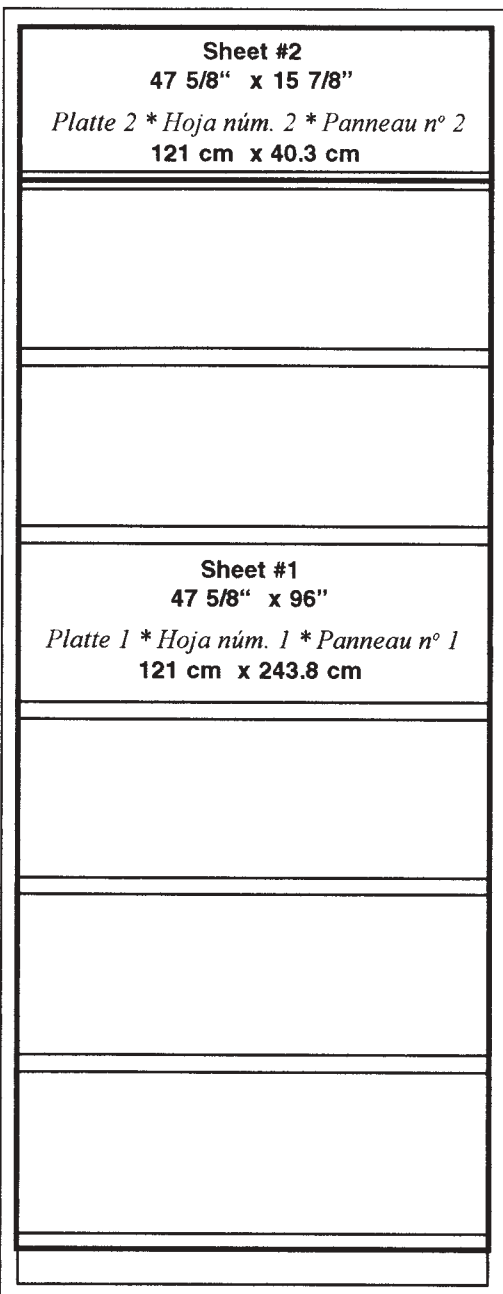 Sheet #2
47 5/8“ x 15 7/8”
Platte 2 * Hoja núm. 2 * Panneau nº 2
121 cm x 40.3 cm
Sheet #1
47 5/8“ x 96”
Platte 1 * Hoja núm. 1 * Panneau nº 1
121 cm x 243.8 cm